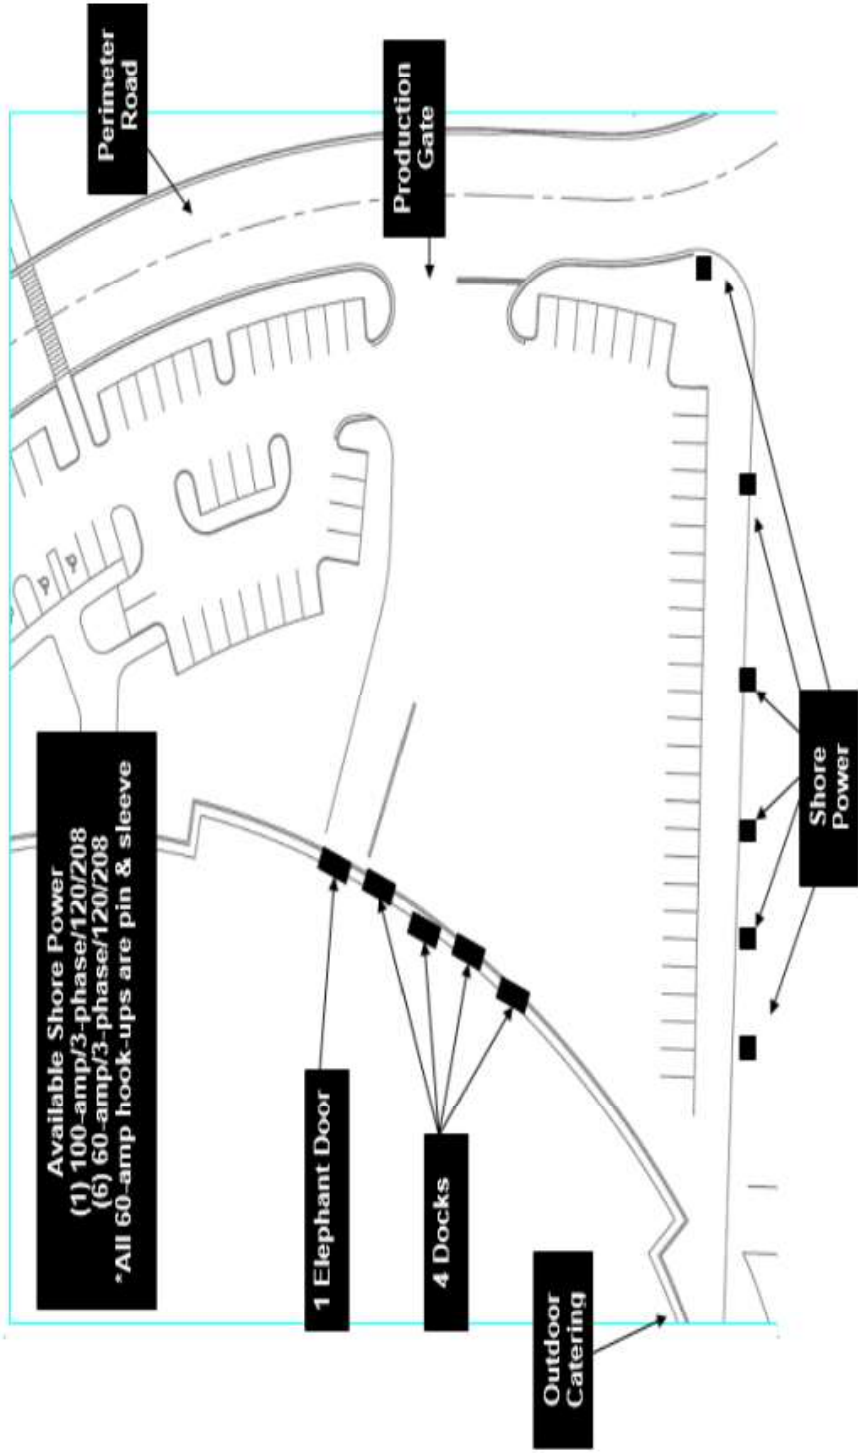 Perimeter
Road
Production
Gate
Available Shore Power
(1) 100-amp/3-phase/120/208
(6) 60-amp/3-phase/120/208
*All 60-amp hook-ups are pin & sleeve
1 Elephant Door
4 Docks
Outdoor
Catering
Shore
Power